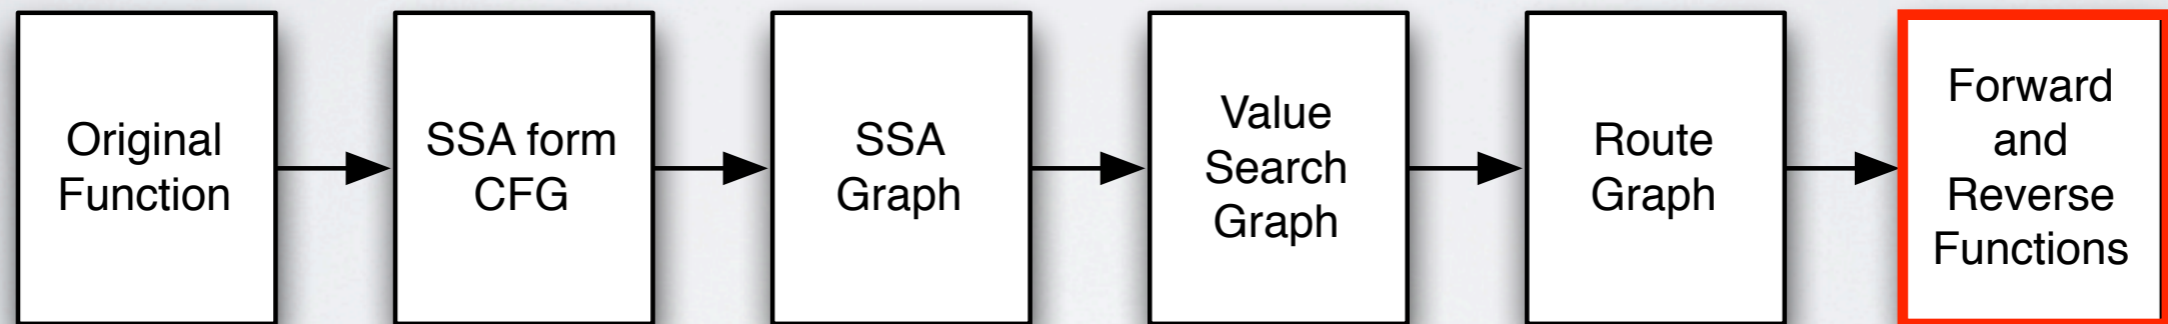 Original
Function
SSA form
CFG
SSA
Graph
Value
Search
Graph
Route
Graph
Forward
and
Reverse
Functions